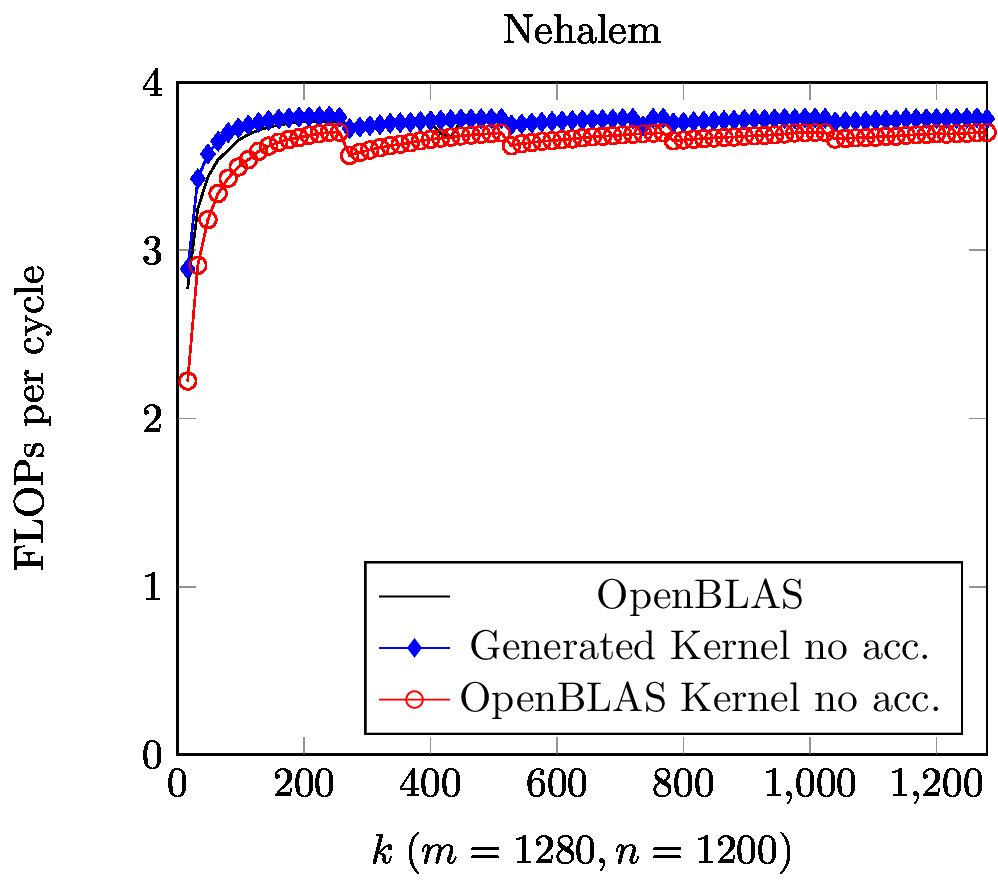 Nehalem
FLOPs per cycle
4
3
2
1
0
OpenBLAS
Generated Kernel no acc.
OpenBLAS Kernel no acc.
0 200 400 600 800 1,000 1,200
k (m = 1280, n = 1200)